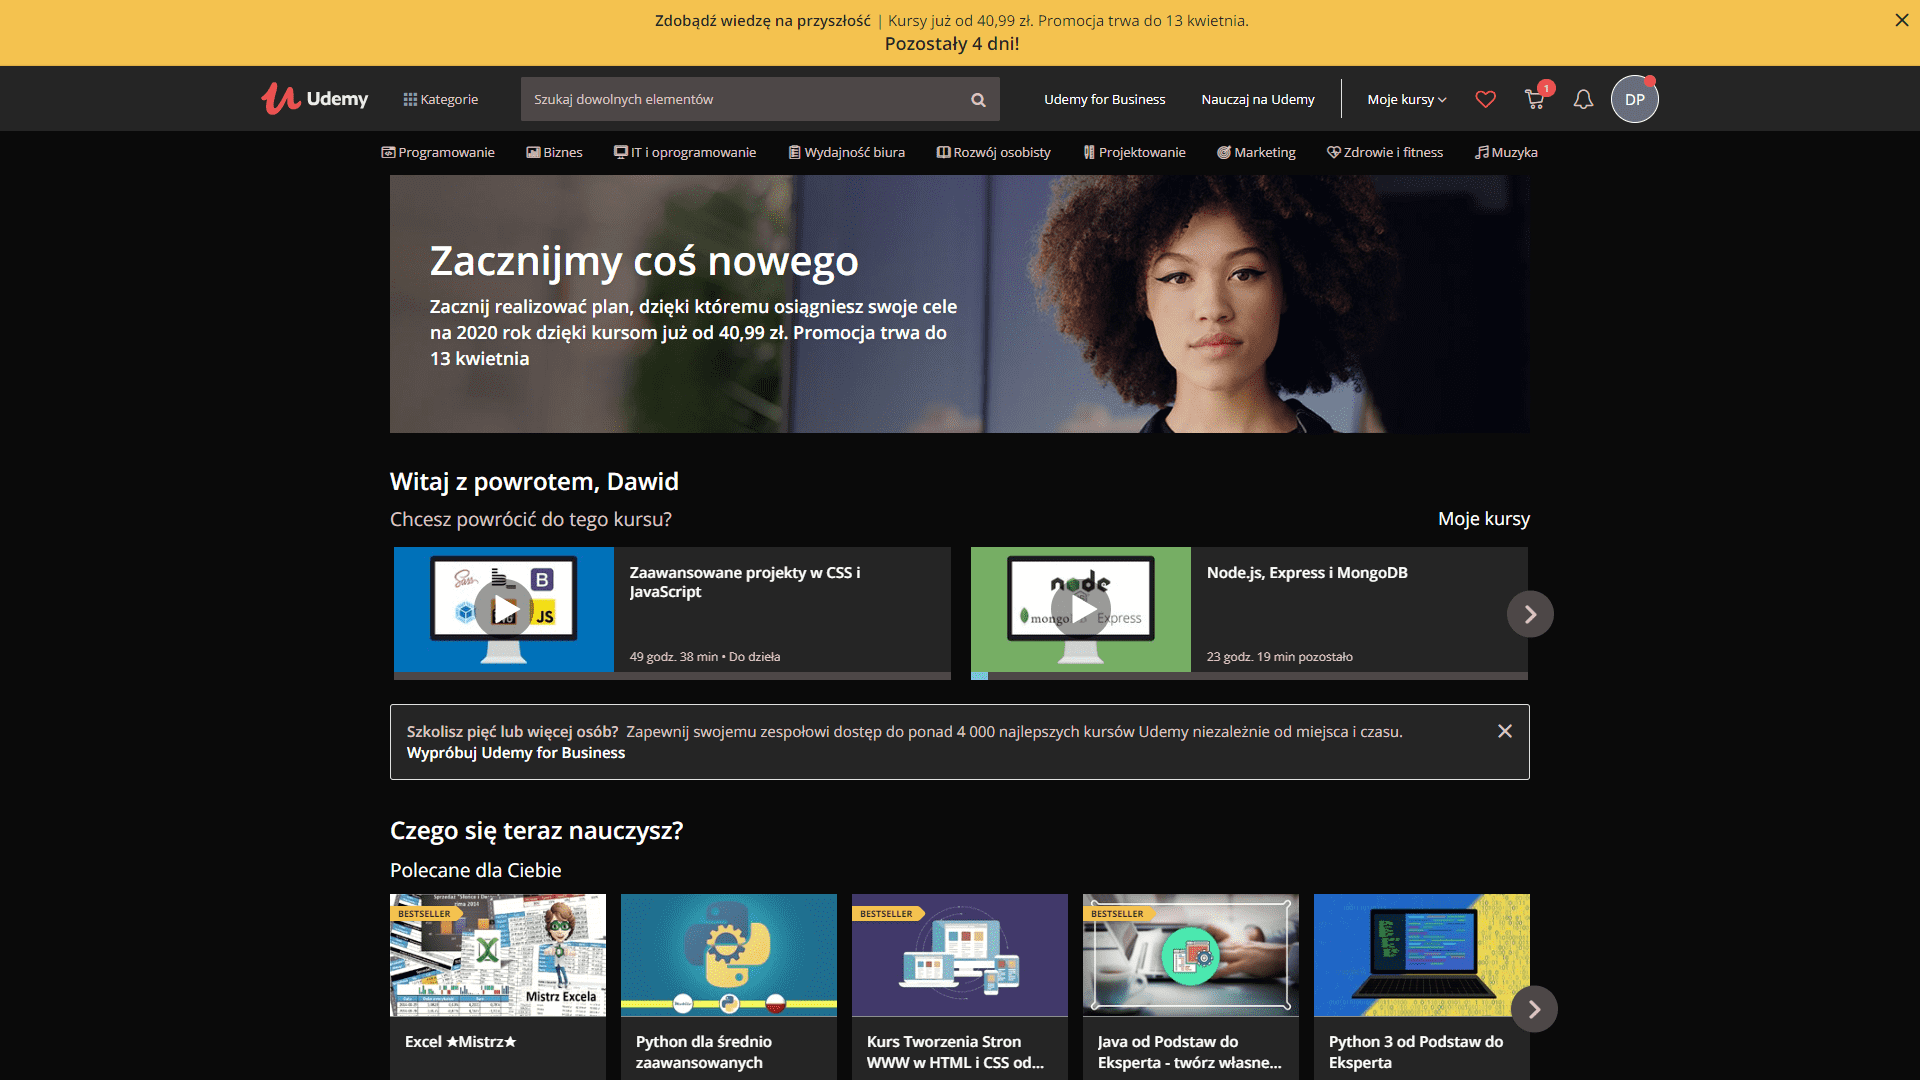 Zdobądź wiedzę na przyszłość | Kursy już od 40,99 zł. Promocja trwa do 13 kwietnia.
Pozostały 4 dni!
Udemy
Kategorie
Szukaj dowolnych elementów
Udemy for Business
Nauczaj na Udemy
Moje kursy
1
DP
Programowanie
Biznes
IT i oprogramowanie
Wydajność biura
Rozwój osobisty
Projektowanie
Marketing
Zdrowie i fitness
Muzyka
Zacznijmy coś nowego
Zacznij realizować plan, dzięki któremu osiągniesz swoje cele
na 2020 rok dzięki kursom już od 40,99 zł. Promocja trwa do
13 kwietnia
Witaj z powrotem, Dawid
Chcesz powrócić do tego kursu?
Moje kursy
Sass
B
JS
Zaawansowane projekty w CSS i
JavaScript
49 godz. 38 min • Do dzieła
node
Express
Node.js, Express i MongoDB
23 godz. 19 min pozostało
Szkolisz pięć lub więcej osób? Zapewnij swojemu zespołowi dostęp do ponad 4 000 najlepszych kursów Udemy niezależnie od miejsca i czasu.
Wypróbuj Udemy for Business
Czego się teraz nauczysz?
Polecane dla Ciebie
BESTSELLER
Mistrz Excela
Excel ★Mistrz★
Python dla średnio
zaawansowanych
BESTSELLER
Kurs Tworzenia Stron
WWW w HTML i CSS od...
BESTSELLER
Java od Podstaw do
Eksperta - twórz własne...
Python 3 od Podstaw do
Eksperta